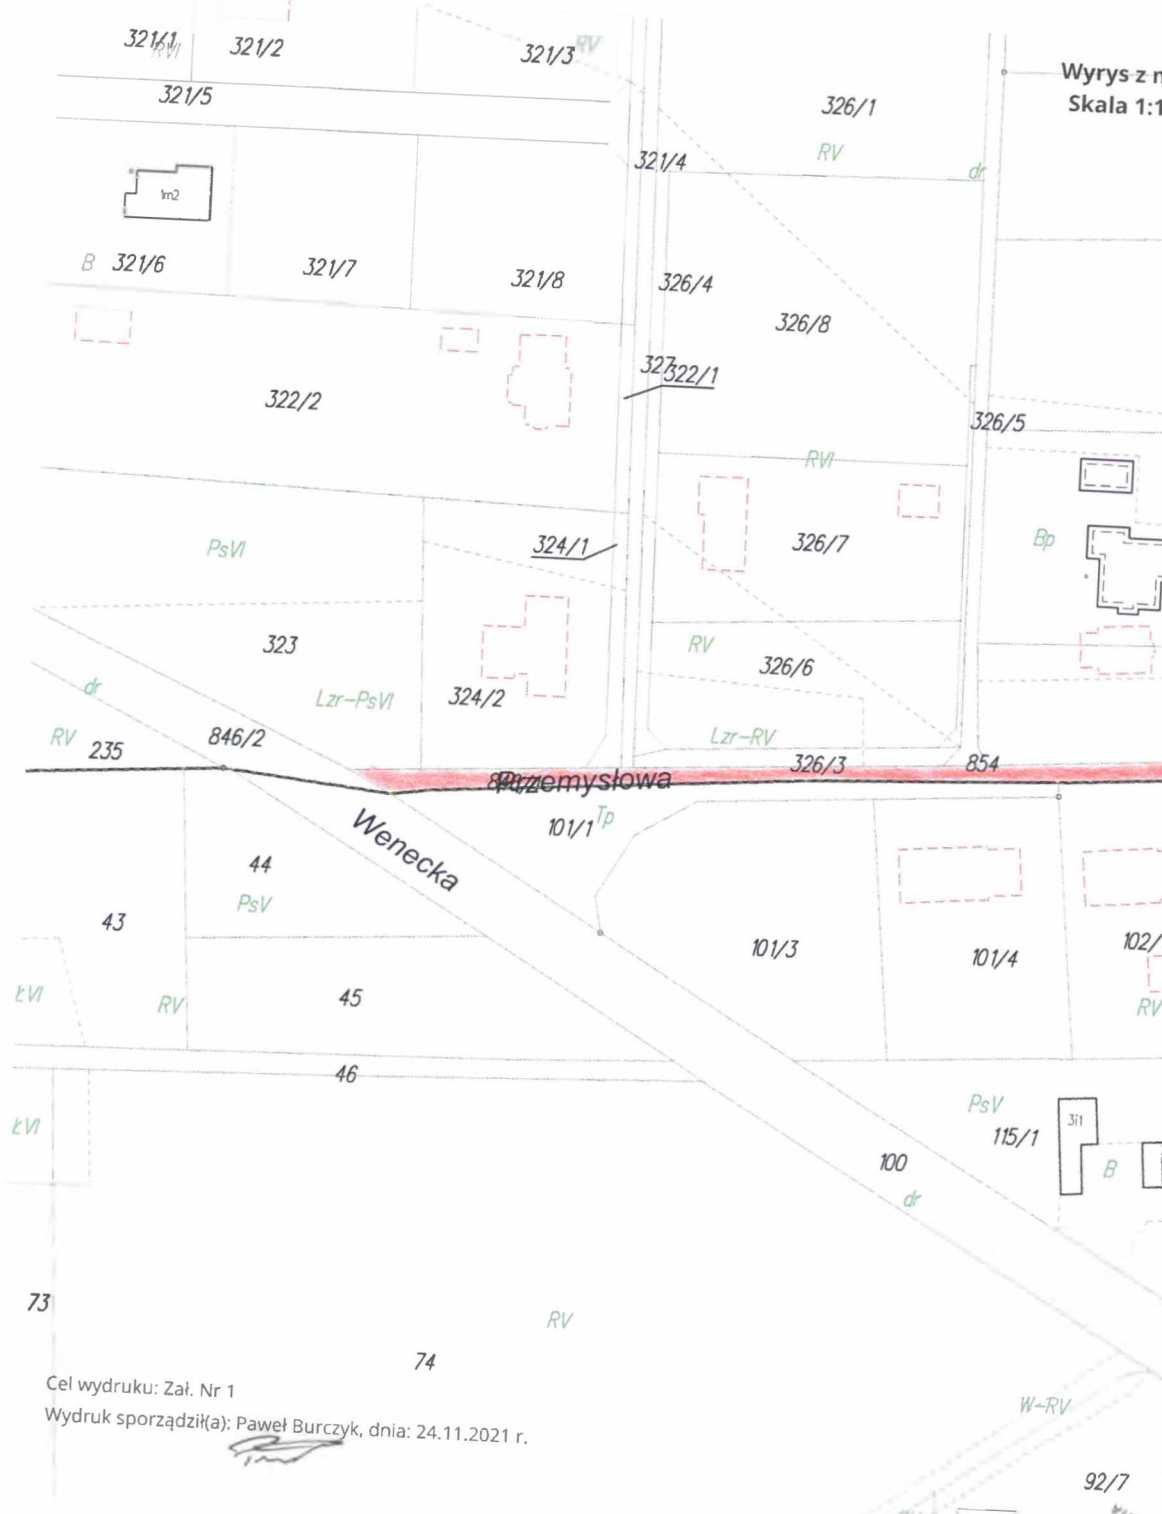 321/1
RVI
321/2
321/3
RV
321/5
326/1
Wyrys z
Skala 1:1
321/4
RV
dr
1m2
B
321/6
321/7
321/8
326/4
326/8
327
322/1
322/2
326/5
RVI
PsVI
324/1
326/7
Bp
323
RV
326/6
dr
Lzr-PsVI
324/2
RV
235
846/2
Lzr-RV
326/3
854
Przemysłowa
101/1
Tp
Wenecka
44
PsV
43
101/3
101/4
102/
ŁVI
RV
45
RV
46
ŁVI
PsV
115/1
3i1
100
B
dr
73
RV
74
Cel wydruku: Zał. Nr 1
Wydruk sporządził(a): Paweł Burczyk, dnia: 24.11.2021 r.
W-RV
92/7